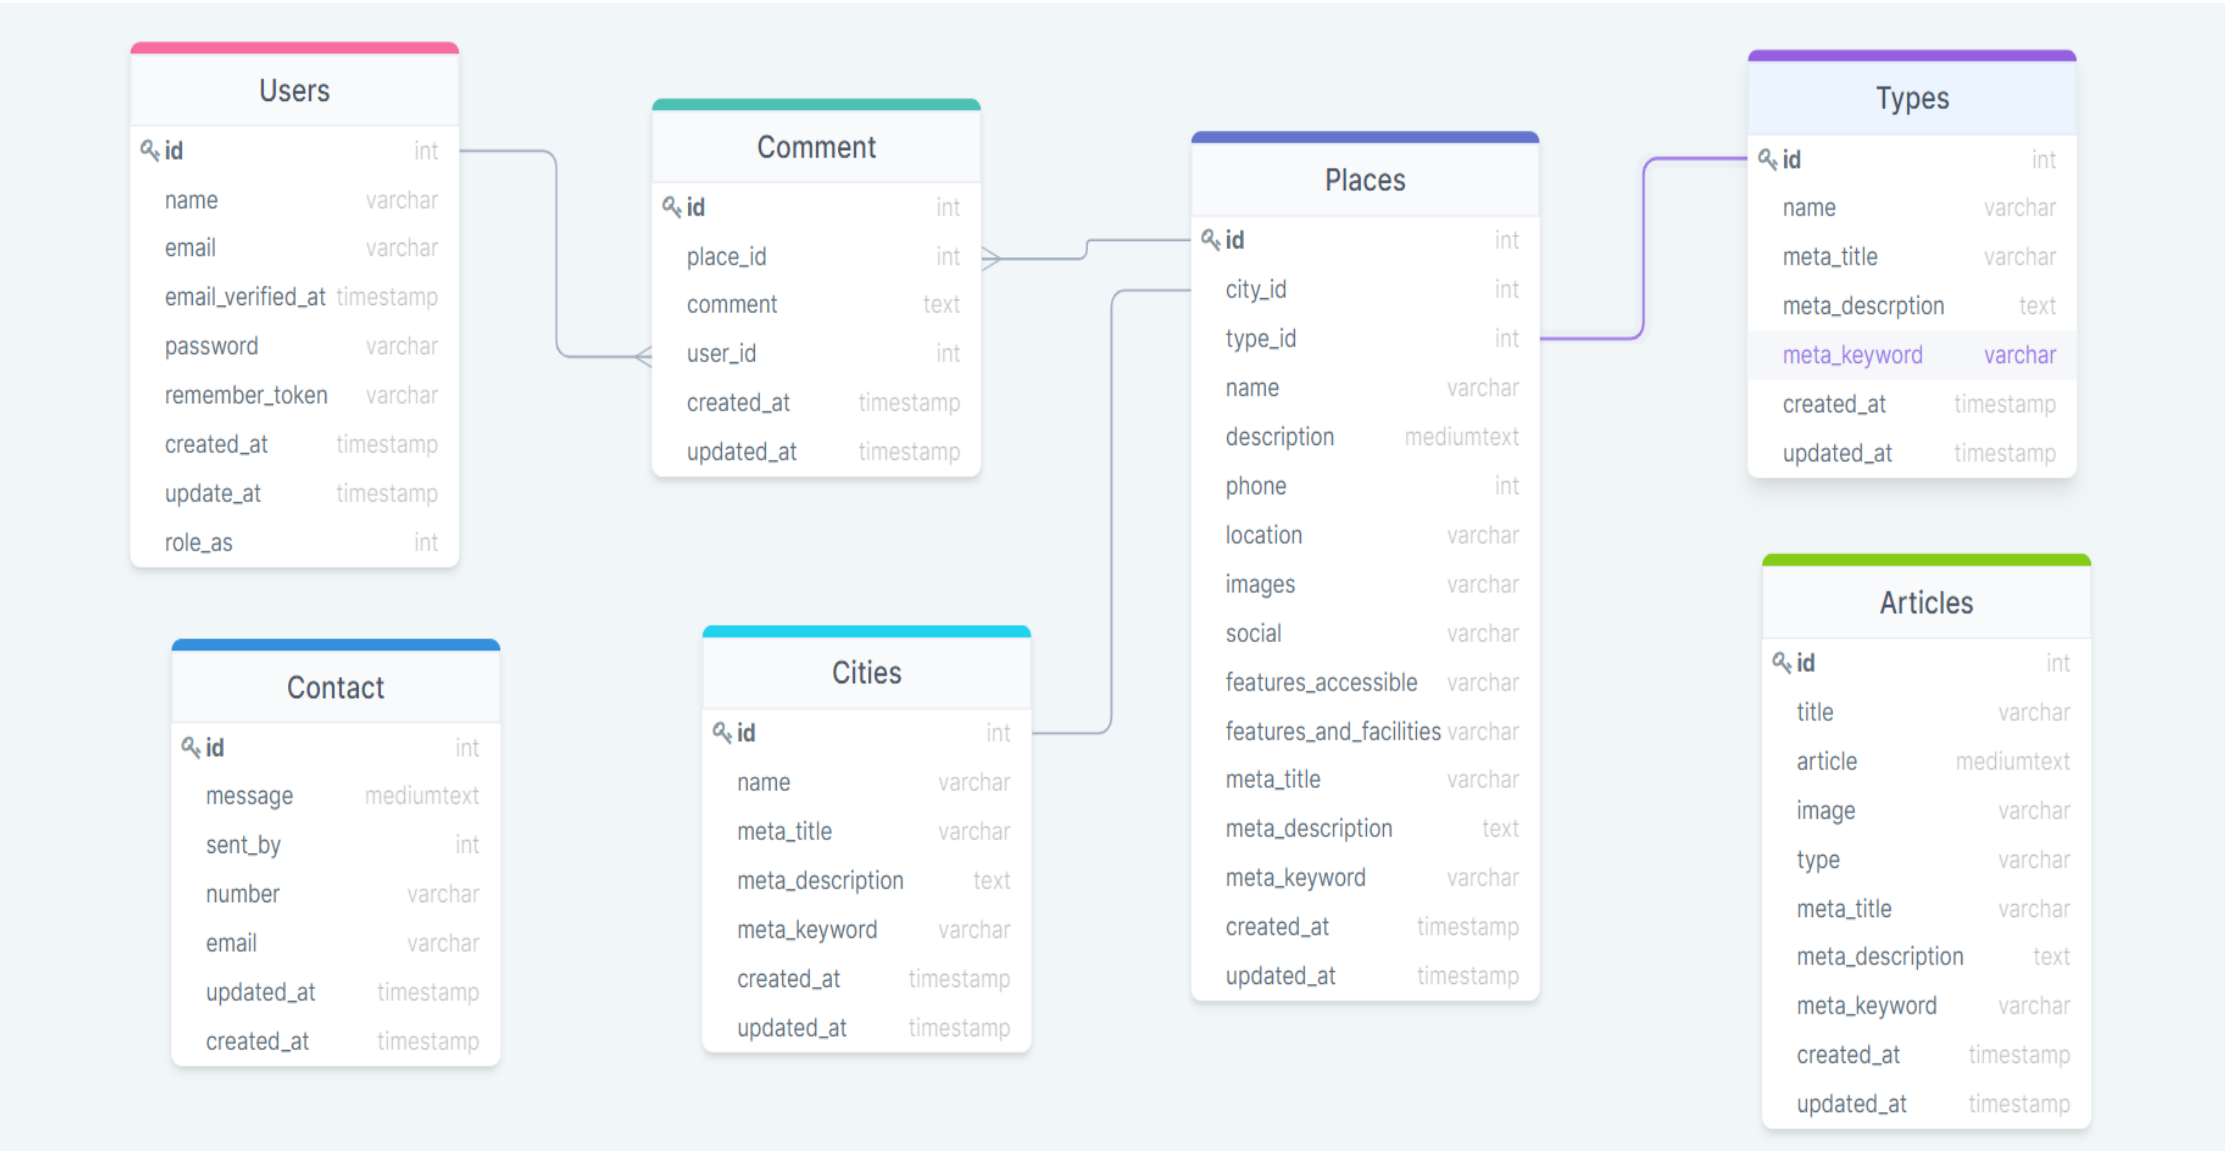 Users
id int
name varchar
email varchar
email_verified_at timestamp
password varchar
remember_token varchar
created_at timestamp
update_at timestamp
role_as int
Comment
id int
place_id int
comment text
user_id int
created_at timestamp
updated_at timestamp
Places
id int
city_id int
type_id int
name varchar
description mediumtext
phone int
location varchar
images varchar
social varchar
features_accessible varchar
features_and_facilities varchar
meta_title varchar
meta_description text
meta_keyword varchar
created_at timestamp
updated_at timestamp
Types
id int
name varchar
meta_title varchar
meta_descrption text
meta_keyword varchar
created_at timestamp
updated_at timestamp
Contact
id int
message mediumtext
sent_by int
number varchar
email varchar
updated_at timestamp
created_at timestamp
Cities
id int
name varchar
meta_title varchar
meta_description text
meta_keyword varchar
created_at timestamp
updated_at timestamp
Articles
id int
title varchar
article mediumtext
image varchar
type varchar
meta_title varchar
meta_description text
meta_keyword varchar
created_at timestamp
updated_at timestamp